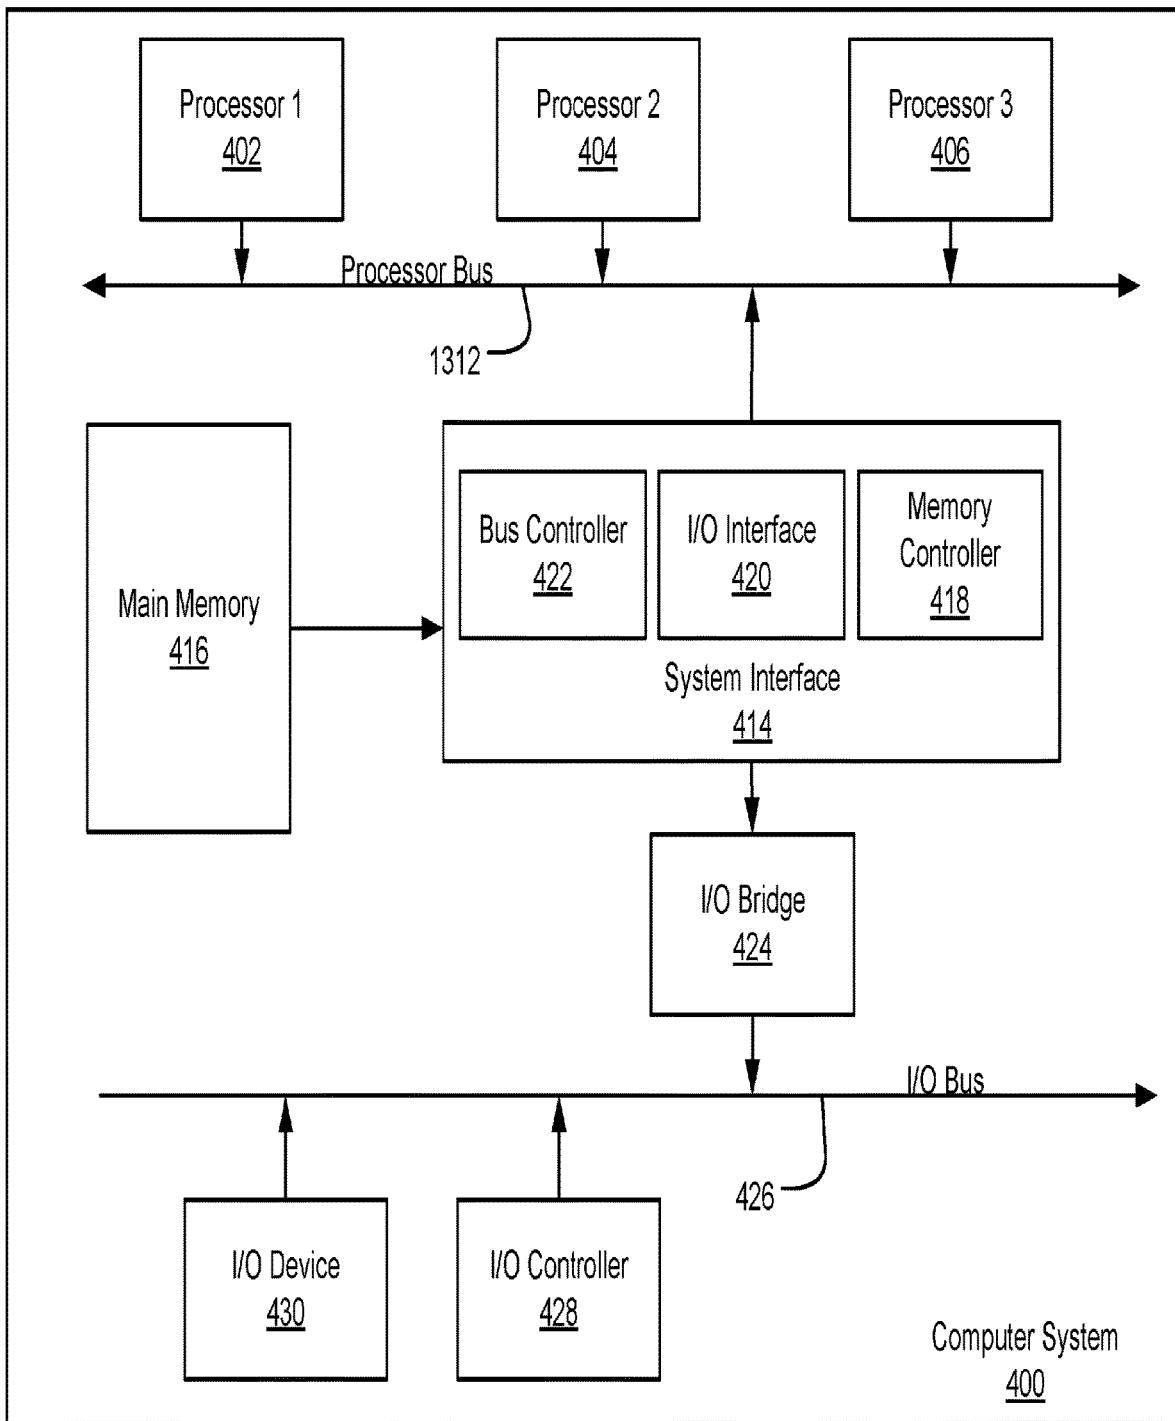 Processor 1
402
Processor 2
404
Processor 3
406
Processor Bus
1312
Main Memory
416
Bus Controller
422
I/O Interface
420
Memory
Controller
418
System Interface
414
I/O Bridge
424
I/O Bus
426
I/O Device
430
I/O Controller
428
Computer System
400